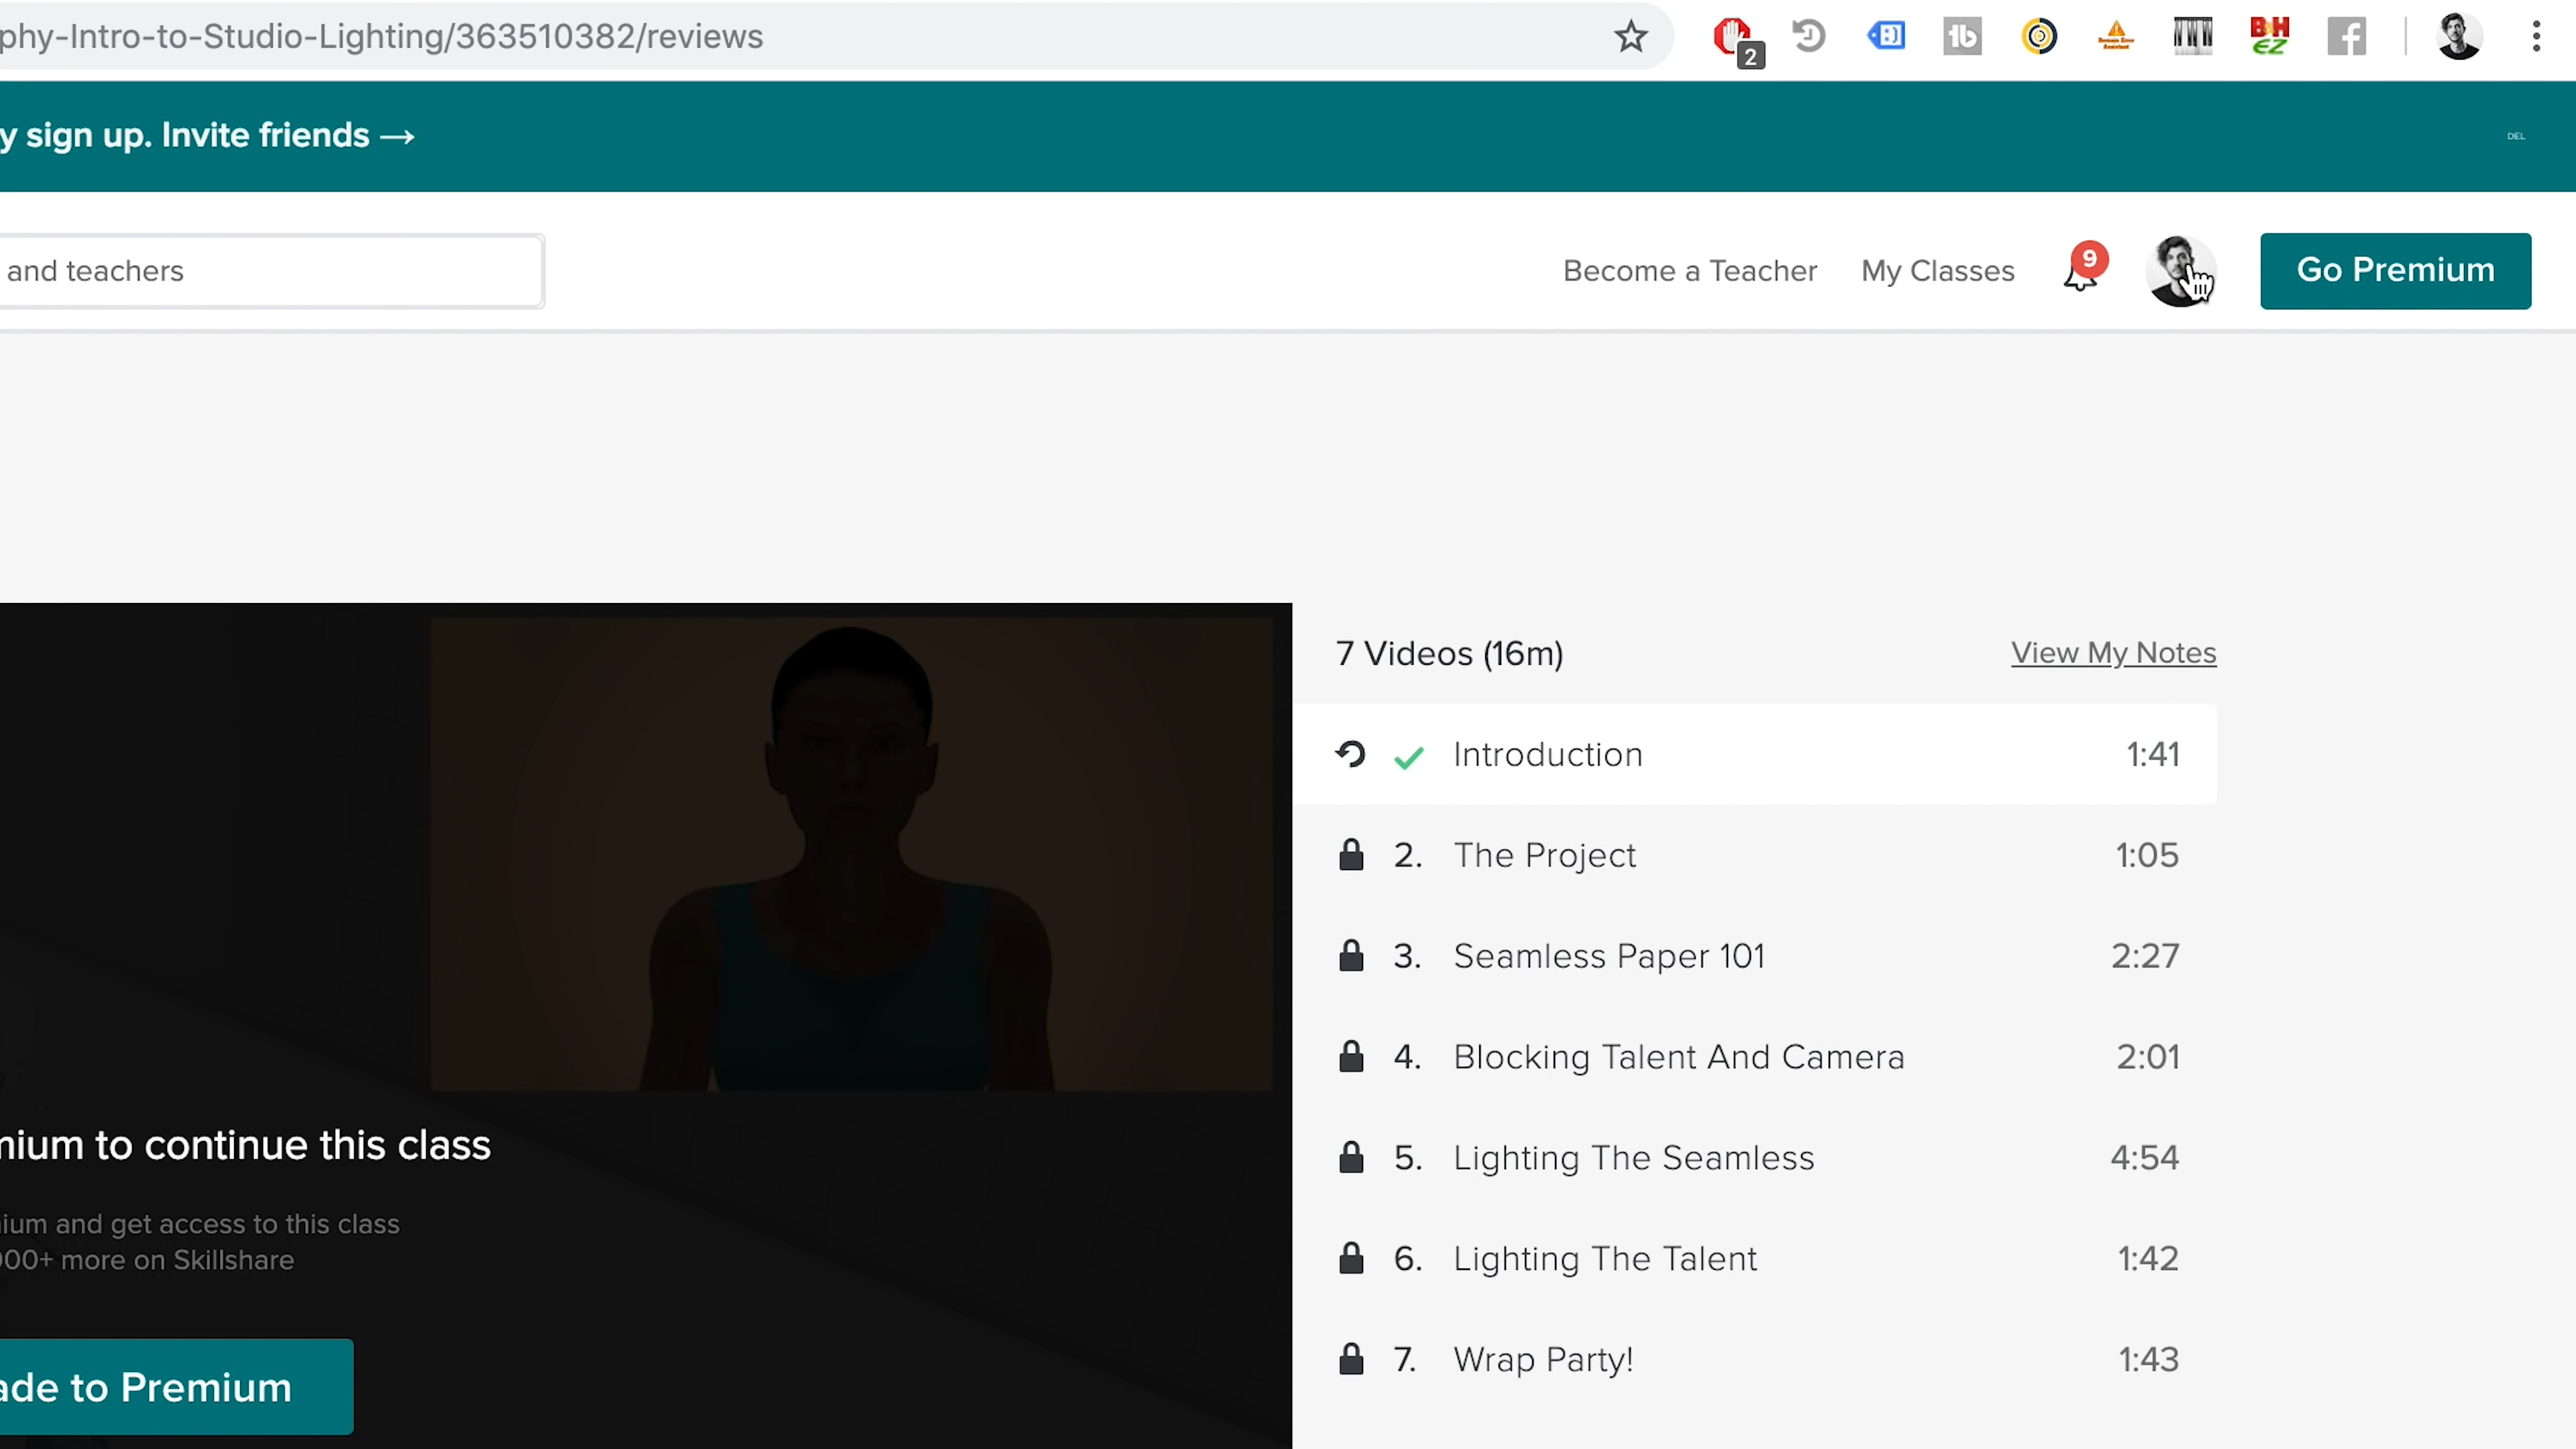 phy-Intro-to-Studio-Lighting/363510382/reviews
2
y sign up. Invite friends →
DEL
and teachers
Become a Teacher
My Classes
9
Go Premium
7 Videos (16m)
View My Notes
Introduction 1:41
2. The Project 1:05
3. Seamless Paper 101 2:27
4. Blocking Talent And Camera 2:01
5. Lighting The Seamless 4:54
6. Lighting The Talent 1:42
7. Wrap Party! 1:43
mium to continue this class
ium and get access to this class
000+ more on Skillshare
ade to Premium